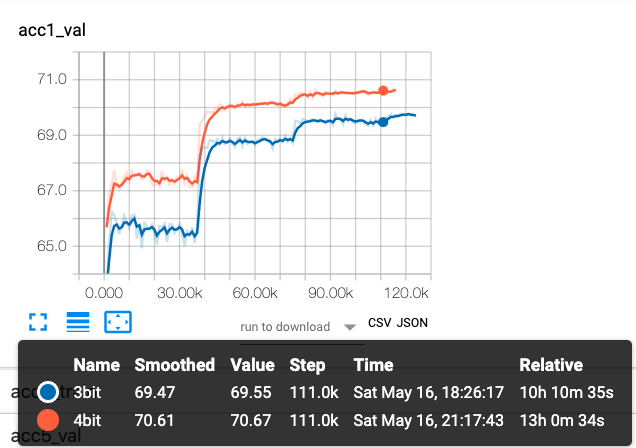 acc1_val
71.0
69.0
67.0
65.0
0.000 30.00k 60.00k 90.00k 120.0k
run to download CSV JSON
Name Smoothed Value Step Time Relative
3bit 69.47 69.55 111.0k Sat May 16, 18:26:17 10h 10m 35s
4bit 70.61 70.67 111.0k Sat May 16, 21:17:43 13h 0m 34s
acc5_val